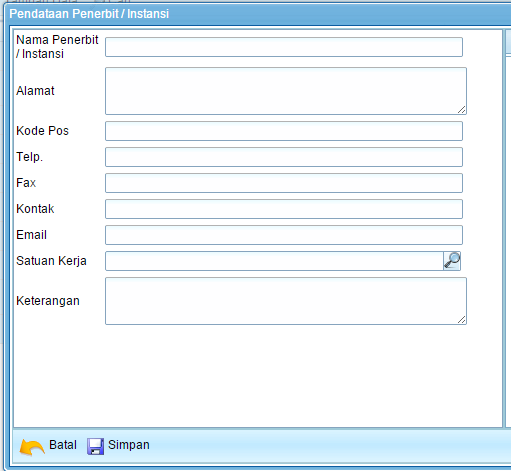 Pendataan Penerbit / Instansi
Nama Penerbit
/ Instansi
Alamat
Kode Pos
Telp.
Fax
Kontak
Email
Satuan Kerja
Keterangan
Batal
Simpan